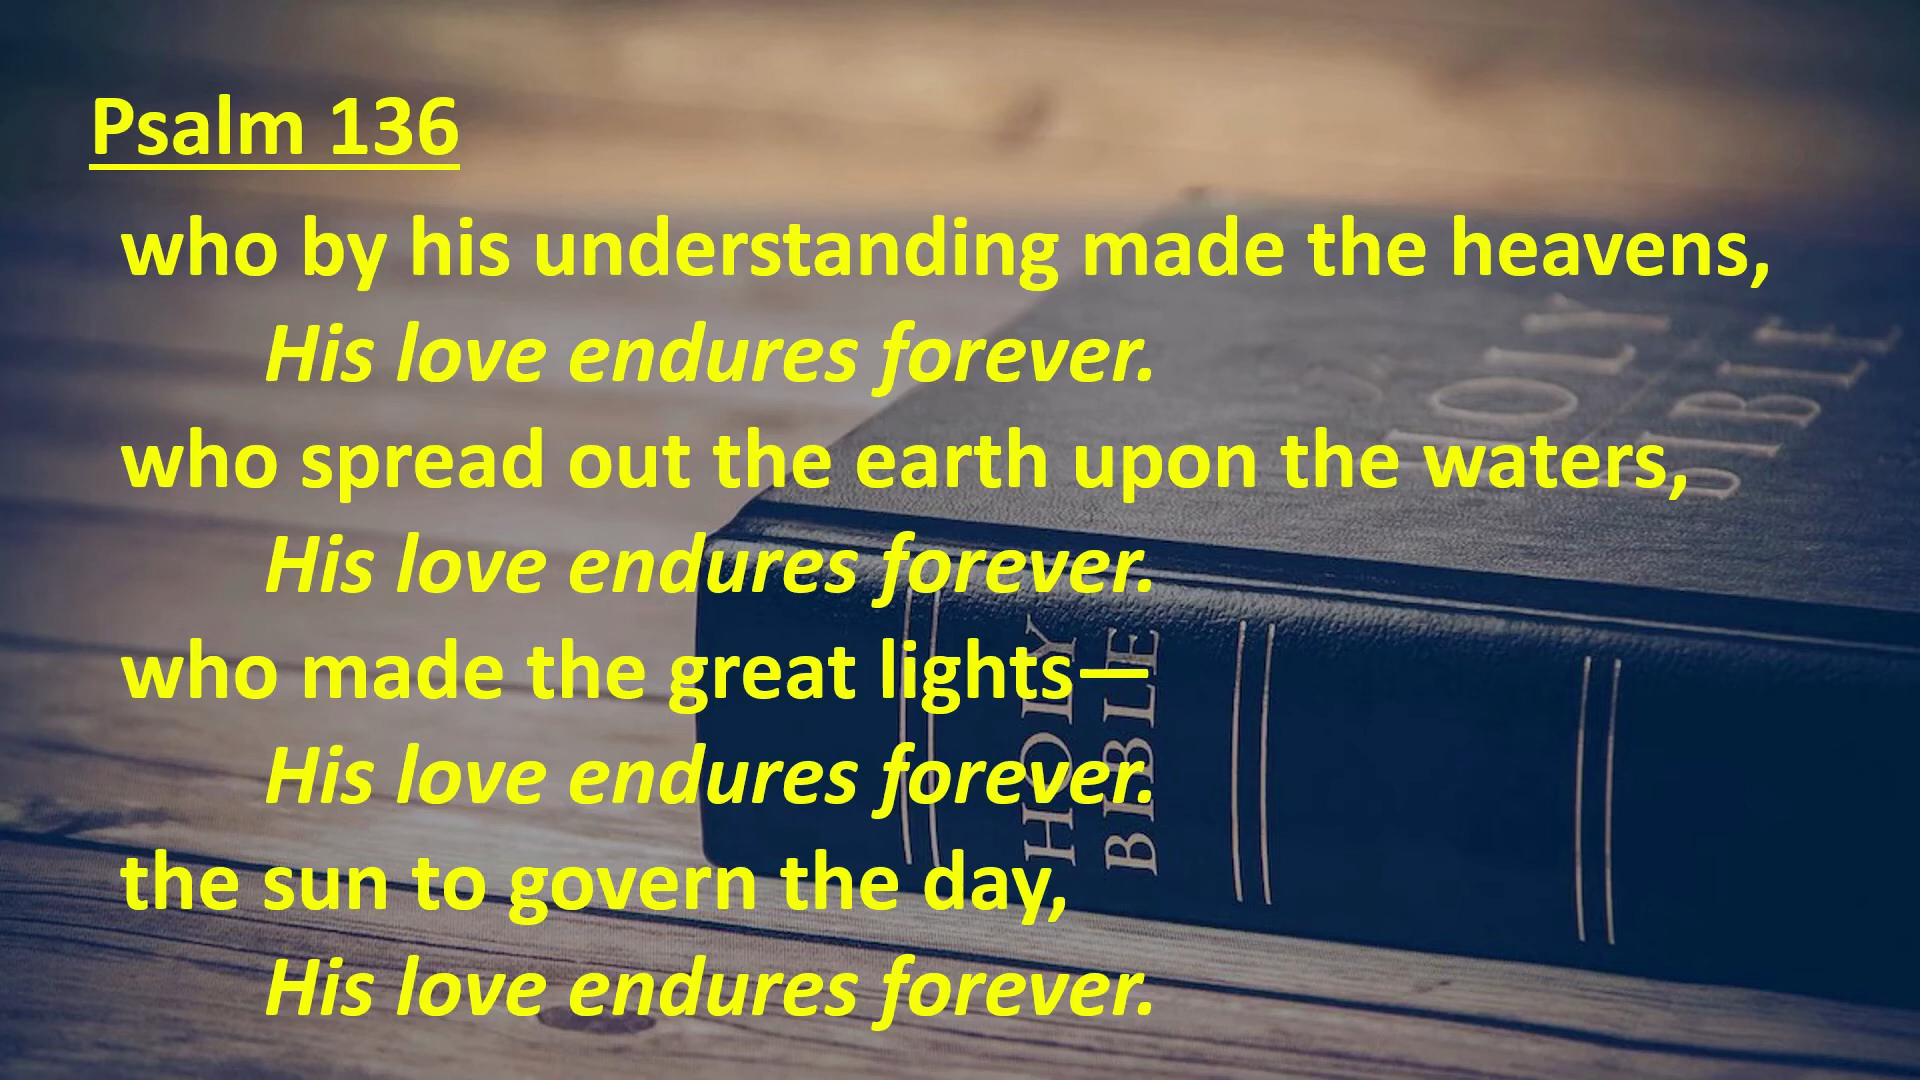 Psalm 136
who by his understanding made the heavens,
His love endures forever.
who spread out the earth upon the waters,
His love endures forever.
who made the great lights—
His love endures forever.
the sun to govern the day,
His love endures forever.
HOLY
BIBLE
HOLY
BIBLE